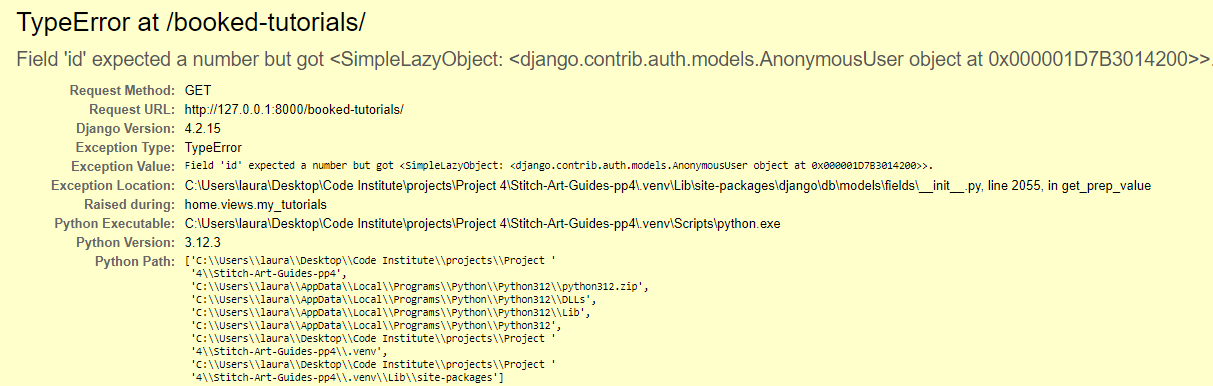 TypeError at /booked-tutorials/
Field 'id' expected a number but got <SimpleLazyObject: <django.contrib.auth.models.AnonymousUser object at 0x000001D7B3014200>>.
Request Method: GET
Request URL: http://127.0.0.1:8000/booked-tutorials/
Django Version: 4.2.15
Exception Type: TypeError
Exception Value: Field 'id' expected a number but got <SimpleLazyObject: <django.contrib.auth.models.AnonymousUser object at 0x000001D7B3014200>>.
Exception Location: C:\Users\laura\Desktop\Code Institute\projects\Project 4\Stitch-Art-Guides-pp4\.venv\Lib\site-packages\django\db\models\fields\__init__.py, line 2055, in get_prep_value
Raised during: home.views.my_tutorials
Python Executable: C:\Users\laura\Desktop\Code Institute\projects\Project 4\Stitch-Art-Guides-pp4\.venv\Scripts\python.exe
Python Version: 3.12.3
Python Path: ['C:\\Users\\laura\\Desktop\\Code Institute\\projects\\Project '
'4\\Stitch-Art-Guides-pp4',
'C:\\Users\\laura\\AppData\\Local\\Programs\\Python\\Python312\\python312.zip',
'C:\\Users\\laura\\AppData\\Local\\Programs\\Python\\Python312\\DLLs',
'C:\\Users\\laura\\AppData\\Local\\Programs\\Python\\Python312\\Lib',
'C:\\Users\\laura\\AppData\\Local\\Programs\\Python\\Python312',
'C:\\Users\\laura\\Desktop\\Code Institute\\projects\\Project '
'4\\Stitch-Art-Guides-pp4\\.venv',
'C:\\Users\\laura\\Desktop\\Code Institute\\projects\\Project '
'4\\Stitch-Art-Guides-pp4\\.venv\\Lib\\site-packages']